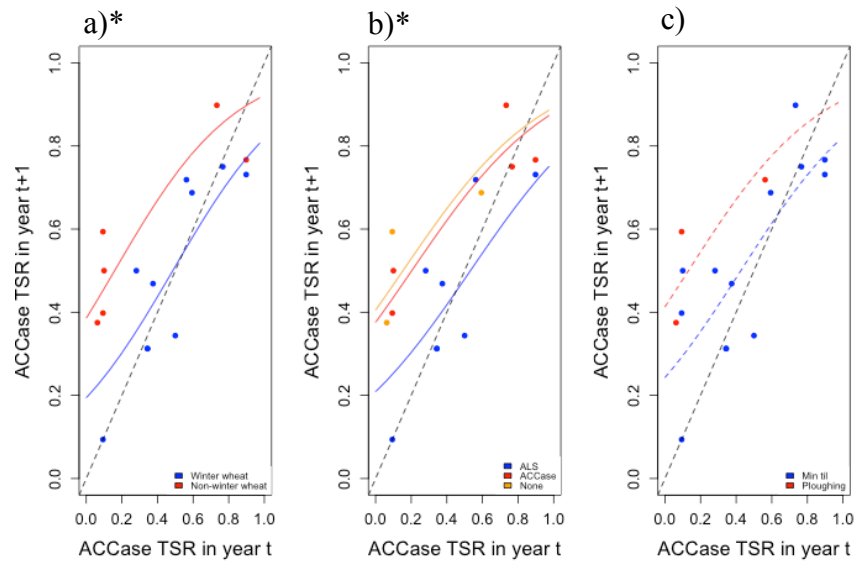 a)*
ACCase TSR in year t+1
1.0
0.8
0.6
0.4
0.2
0.0
Winter wheat
Non-winter wheat
0.0 0.2 0.4 0.6 0.8 1.0
ACCase TSR in year t
b)*
ACCase TSR in year t+1
1.0
0.8
0.6
0.4
0.2
0.0
ALS
ACCase
None
0.0 0.2 0.4 0.6 0.8 1.0
ACCase TSR in year t
c)
ACCase TSR in year t+1
1.0
0.8
0.6
0.4
0.2
0.0
Min til
Ploughing
0.0 0.2 0.4 0.6 0.8 1.0
ACCase TSR in year t